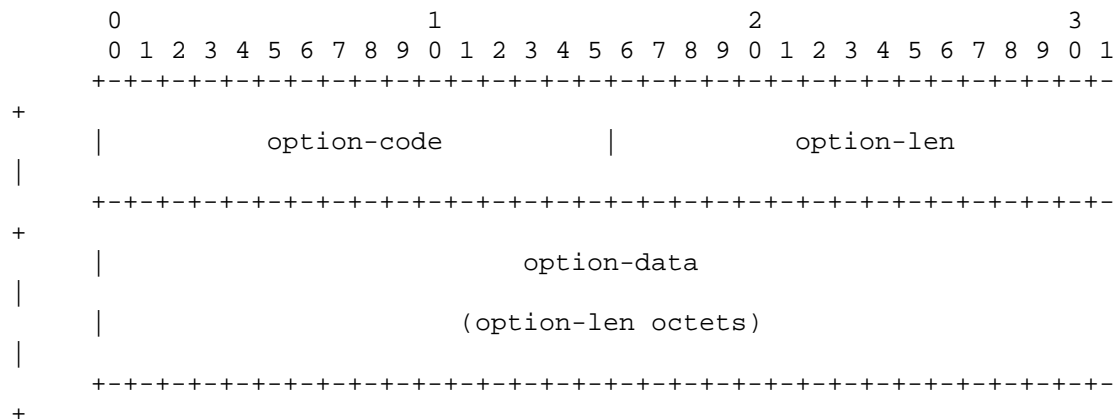 0                   1                   2                   3
0 1 2 3 4 5 6 7 8 9 0 1 2 3 4 5 6 7 8 9 0 1 2 3 4 5 6 7 8 9 0 1
+-+-+-+-+-+-+-+-+-+-+-+-+-+-+-+-+-+-+-+-+-+-+-+-+-+-+-+-+-+-+-+-
+
|          option-code          |           option-len
|
+-+-+-+-+-+-+-+-+-+-+-+-+-+-+-+-+-+-+-+-+-+-+-+-+-+-+-+-+-+-+-+-
+
|                          option-data
|
|                      (option-len octets)
|
+-+-+-+-+-+-+-+-+-+-+-+-+-+-+-+-+-+-+-+-+-+-+-+-+-+-+-+-+-+-+-+-
+